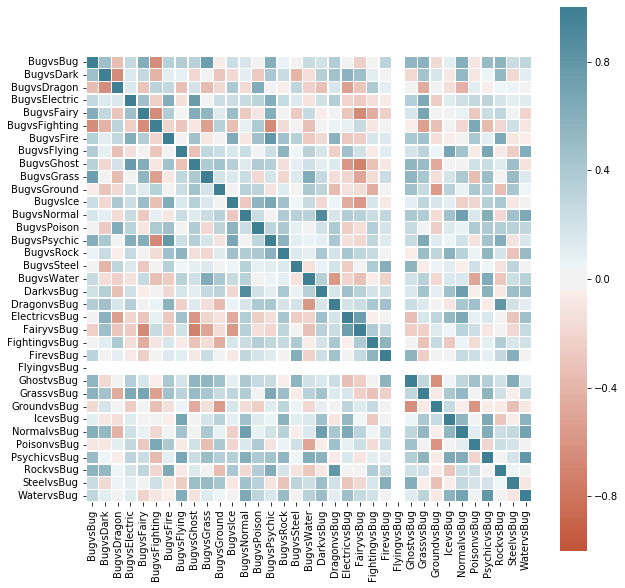 BugvsBug
BugvsDark
BugvsDragon
BugvsElectric
BugvsFairy
BugvsFighting
BugvsFire
BugvsFlying
BugvsGhost
BugvsGrass
BugvsGround
BugvsIce
BugvsNormal
BugvsPoison
BugvsPsychic
BugvsRock
BugvsSteel
BugvsWater
DarkvsBug
DragonvsBug
ElectricvsBug
FairyvsBug
FightingvsBug
FirevsBug
FlyingvsBug
GhostvsBug
GrassvsBug
GroundvsBug
IcevsBug
NormalvsBug
PoisonvsBug
PsychicvsBug
RockvsBug
SteelvsBug
WatervsBug
BugvsBug
BugvsDark
BugvsDragon
BugvsElectric
BugvsFairy
BugvsFighting
BugvsFire
BugvsFlying
BugvsGhost
BugvsGrass
BugvsGround
BugvsIce
BugvsNormal
BugvsPoison
BugvsPsychic
BugvsRock
BugvsSteel
BugvsWater
DarkvsBug
DragonvsBug
ElectricvsBug
FairyvsBug
FightingvsBug
FirevsBug
FlyingvsBug
GhostvsBug
GrassvsBug
GroundvsBug
IcevsBug
NormalvsBug
PoisonvsBug
PsychicvsBug
RockvsBug
SteelvsBug
WatervsBug
0.8
0.4
0.0
−0.4
−0.8